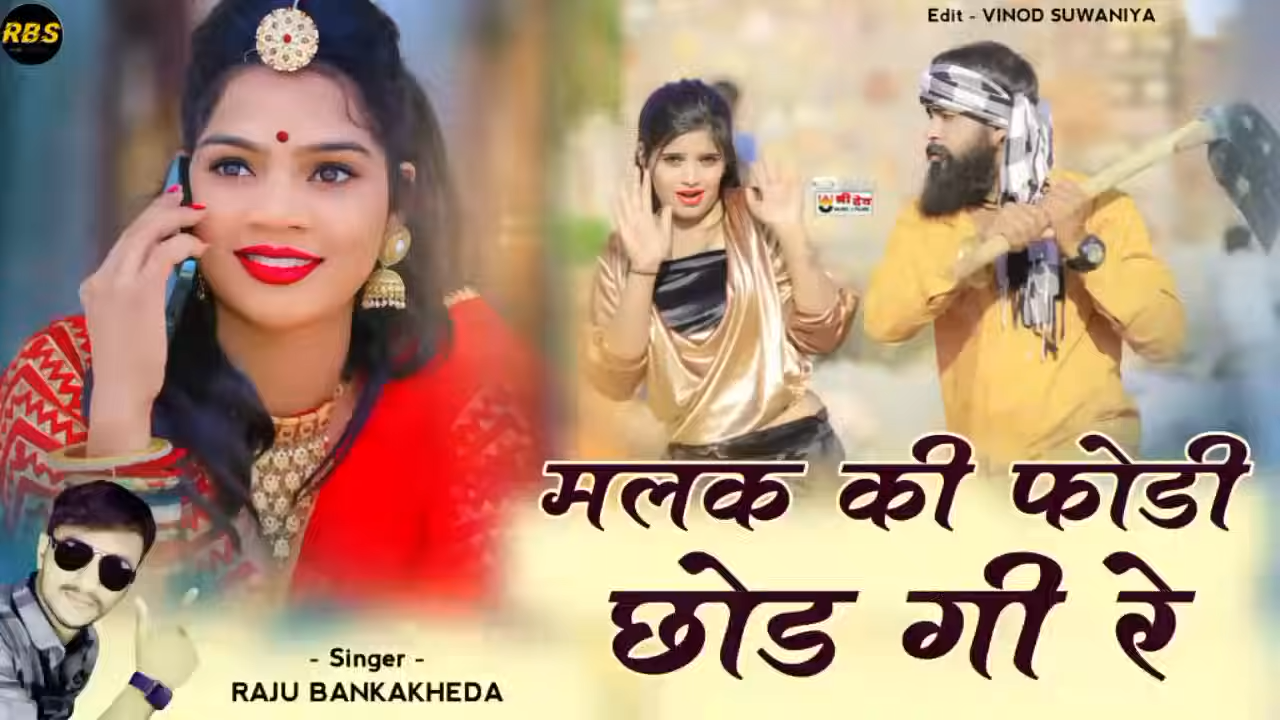 RBS
Edit - VINOD SUWANIYA
श्री देव
मलक की फोडी
छोड गी रे
- Singer -
RAJU BANKAKHEDA